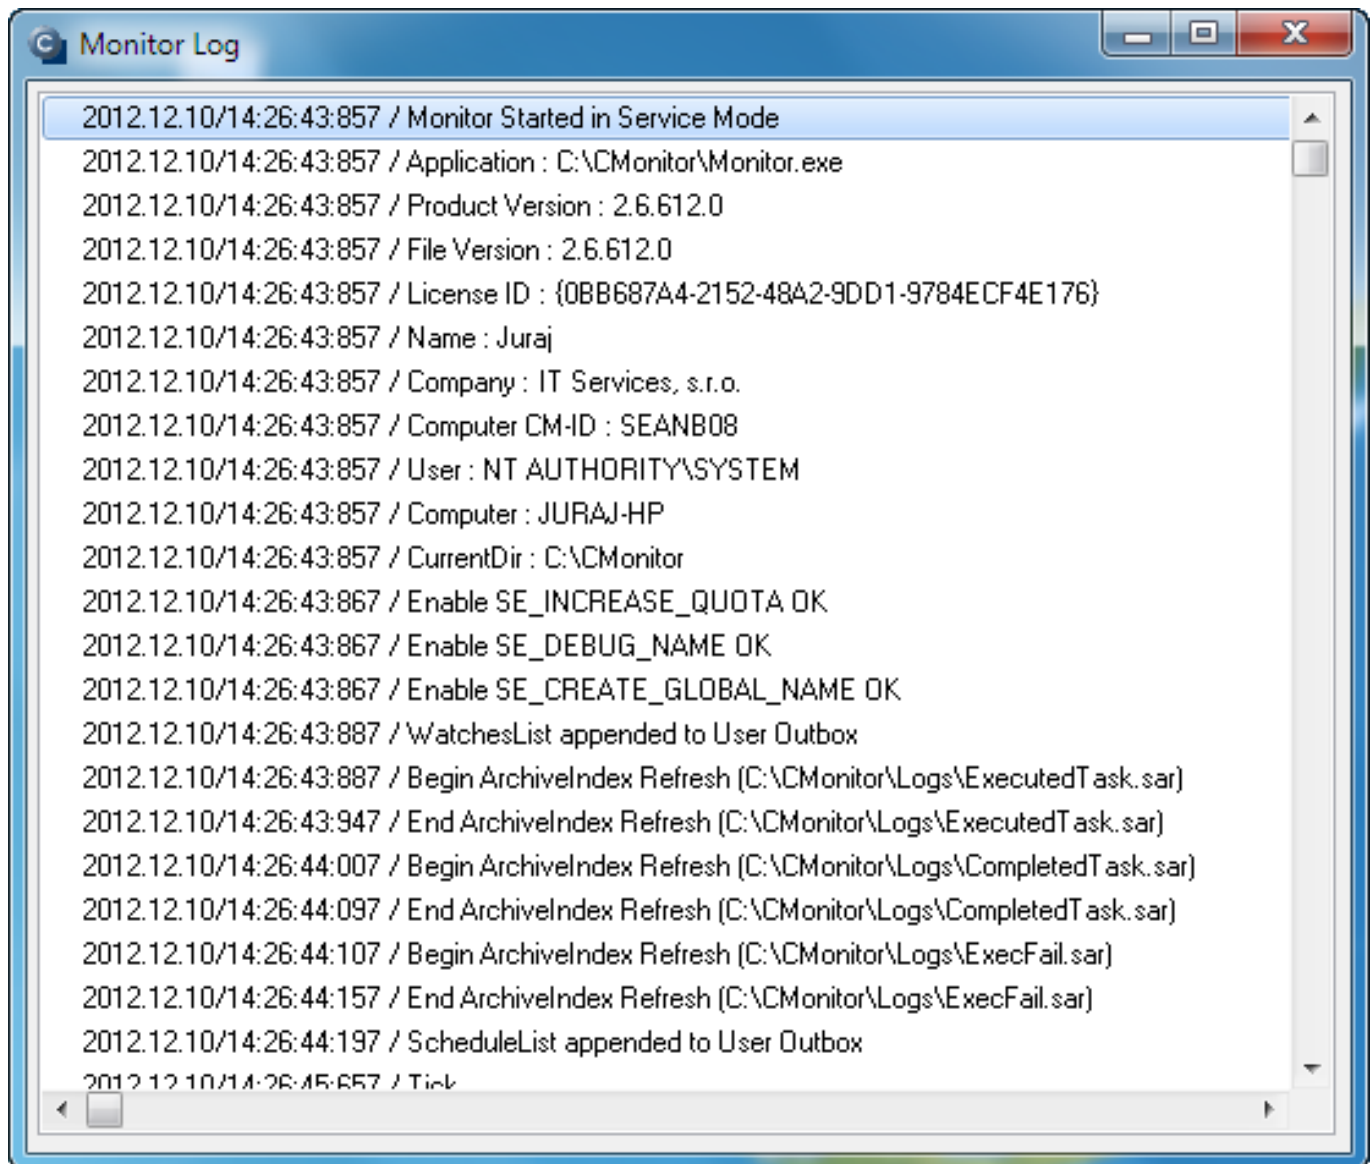 Monitor Log
2012.12.10/14:26:43:857 / Monitor Started in Service Mode
2012.12.10/14:26:43:857 / Application : C:\CMonitor\Monitor.exe
2012.12.10/14:26:43:857 / Product Version : 2.6.612.0
2012.12.10/14:26:43:857 / File Version : 2.6.612.0
2012.12.10/14:26:43:857 / License ID : {0BB687A4-2152-48A2-9DD1-9784ECF4E176}
2012.12.10/14:26:43:857 / Name : Juraj
2012.12.10/14:26:43:857 / Company : IT Services, s.r.o.
2012.12.10/14:26:43:857 / Computer CM-ID : SEANB08
2012.12.10/14:26:43:857 / User : NT AUTHORITY\SYSTEM
2012.12.10/14:26:43:857 / Computer : JURAJ-HP
2012.12.10/14:26:43:857 / CurrentDir : C:\CMonitor
2012.12.10/14:26:43:867 / Enable SE_INCREASE_QUOTA OK
2012.12.10/14:26:43:867 / Enable SE_DEBUG_NAME OK
2012.12.10/14:26:43:867 / Enable SE_CREATE_GLOBAL_NAME OK
2012.12.10/14:26:43:887 / WatchesList appended to User Outbox
2012.12.10/14:26:43:887 / Begin ArchiveIndex Refresh (C:\CMonitor\Logs\ExecutedTask.sar)
2012.12.10/14:26:43:947 / End ArchiveIndex Refresh (C:\CMonitor\Logs\ExecutedTask.sar)
2012.12.10/14:26:44:007 / Begin ArchiveIndex Refresh (C:\CMonitor\Logs\CompletedTask.sar)
2012.12.10/14:26:44:097 / End ArchiveIndex Refresh (C:\CMonitor\Logs\CompletedTask.sar)
2012.12.10/14:26:44:107 / Begin ArchiveIndex Refresh (C:\CMonitor\Logs\ExecFail.sar)
2012.12.10/14:26:44:157 / End ArchiveIndex Refresh (C:\CMonitor\Logs\ExecFail.sar)
2012.12.10/14:26:44:197 / ScheduleList appended to User Outbox
2012.12.10/14:26:45:657 / Tick